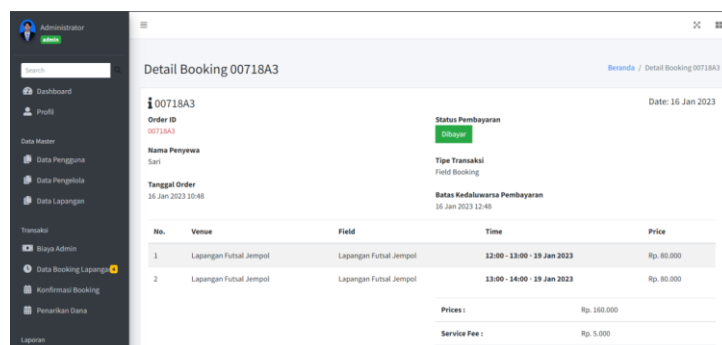 Administrator
admin
Search
Dashboard
Profil
Data Master
Data Pengguna
Data Pengelola
Data Lapangan
Transaksi
Biaya Admin
Data Booking Lapangan 4
Konfirmasi Booking
Penarikan Dana
Laporan
Detail Booking 00718A3
Beranda / Detail Booking 00718A3
00718A3
Date: 16 Jan 2023
Order ID
00718A3
Nama Penyewa
Sari
Tanggal Order
16 Jan 2023 10:48
Status Pembayaran
Dibayar
Tipe Transaksi
Field Booking
Batas Kedaluwarsa Pembayaran
16 Jan 2023 12:48
No. Venue Field Time Price
1 Lapangan Futsal Jempol Lapangan Futsal Jempol 12:00 - 13:00 - 19 Jan 2023 Rp. 80.000
2 Lapangan Futsal Jempol Lapangan Futsal Jempol 13:00 - 14:00 - 19 Jan 2023 Rp. 80.000
Prices : Rp. 160.000
Service Fee : Rp. 5.000